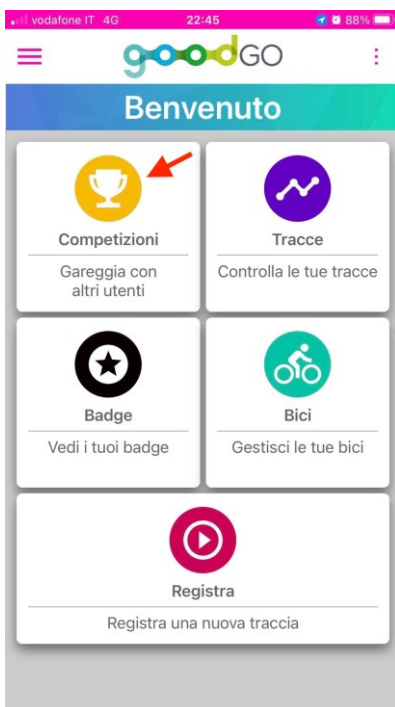 vodafone IT 4G 22:45 88%
goodGO
Benvenuto
Competizioni
Gareggia con
altri utenti
Tracce
Controlla le tue tracce
Badge
Vedi i tuoi badge
Bici
Gestisci le tue bici
Registra
Registra una nuova traccia